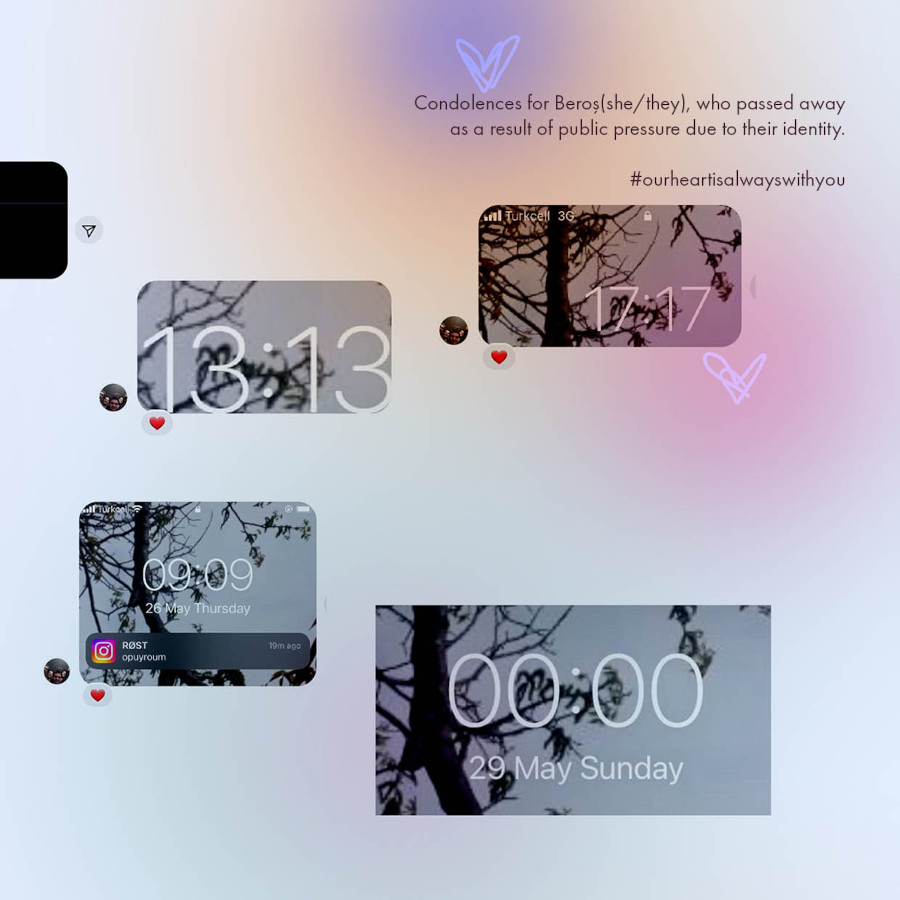 Condolences for Beroş(she/they), who passed away
as a result of public pressure due to their identity.
#ourheartisalwayswithyou
Turkcell 3G
17:17
13:13
Turkcell
09:09
26 May Thursday
RØST
19m ago
opuyroum
00:00
29 May Sunday